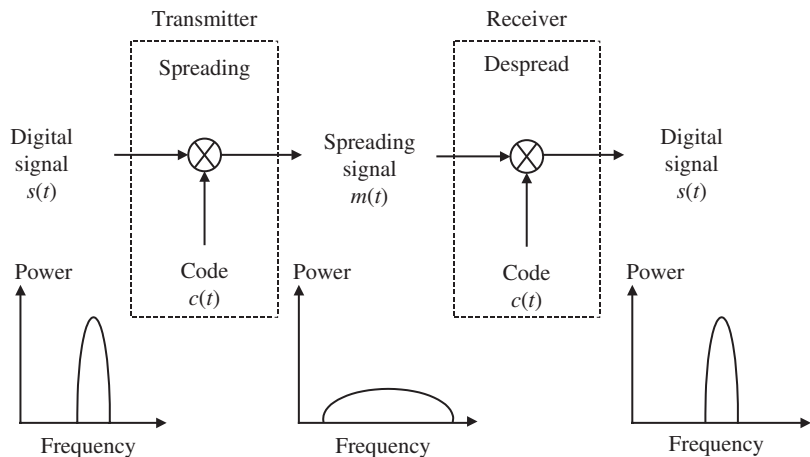 Transmitter
Receiver
Spreading
Despread
Digital
signal
s(t)
Spreading
signal
m(t)
Digital
signal
s(t)
Code
c(t)
Code
c(t)
Power
Power
Power
Frequency
Frequency
Frequency